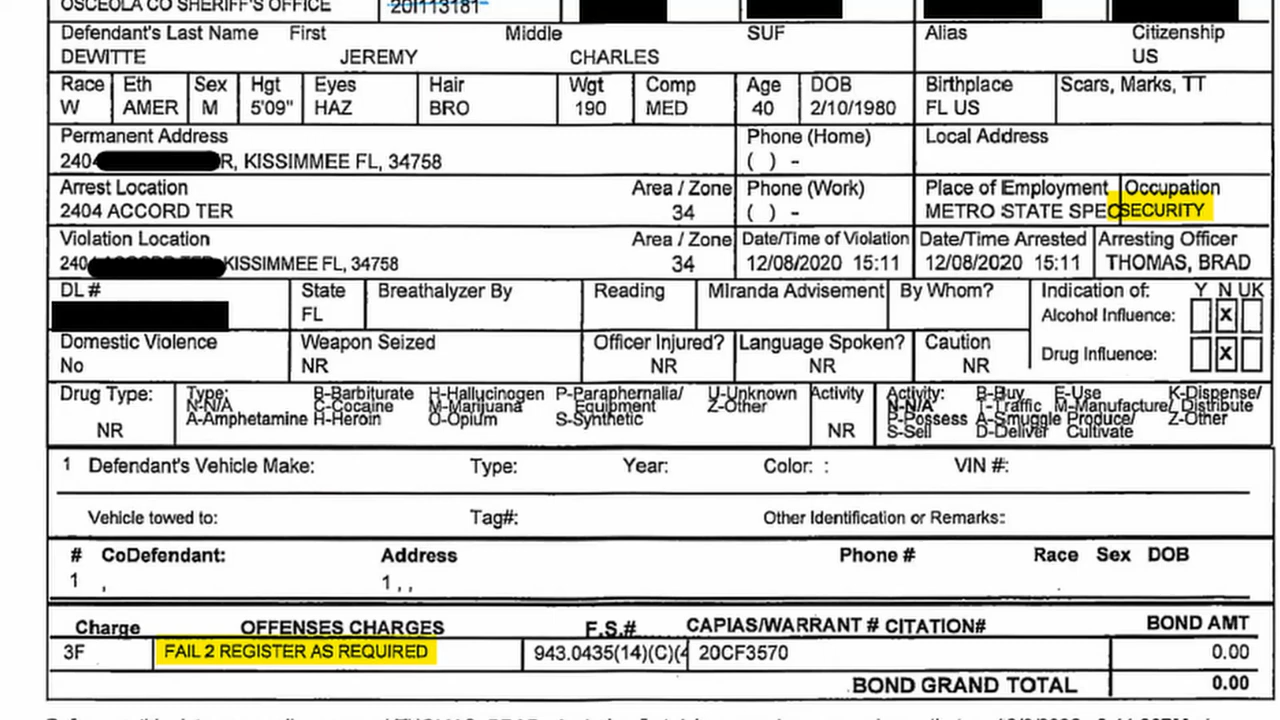 OSCEOLA CO SHERIFF'S OFFICE 20I113181
Defendant's Last Name First Middle SUF Alias Citizenship
DEWITTE JEREMY CHARLES US
Race Eth Sex Hgt Eyes Hair Wgt Comp Age DOB Birthplace Scars, Marks, TT
W AMER M 5'09" HAZ BRO 190 MED 40 2/10/1980 FL US
Permanent Address Phone (Home) Local Address
240 R, KISSIMMEE FL, 34758 ( ) -
Arrest Location Area / Zone Phone (Work) Place of Employment Occupation
2404 ACCORD TER 34 ( ) - METRO STATE SPEC SECURITY
Violation Location Area / Zone Date/Time of Violation Date/Time Arrested Arresting Officer
240 KISSIMMEE FL, 34758 34 12/08/2020 15:11 12/08/2020 15:11 THOMAS, BRAD
DL # State Breathalyzer By Reading MIranda Advisement By Whom? Indication of: Y N UK
FL Alcohol Influence: X
Domestic Violence Weapon Seized Officer Injured? Language Spoken? Caution Drug Influence: X
No NR NR NR NR
Drug Type: Type: B-Barbiturate H-Hallucinogen P-Paraphernalia/ U-Unknown Activity Activity: B-Buy E-Use K-Dispense/
N-N/A C-Cocaine M-Marijuana Equipment Z-Other N-N/A T-Traffic M-Manufacture/ Distribute
A-Amphetamine H-Heroin O-Opium S-Synthetic P-Possess A-Smuggle Produce/ Z-Other
NR NR S-Sell D-Deliver Cultivate
1 Defendant's Vehicle Make: Type: Year: Color: : VIN #:
Vehicle towed to: Tag#: Other Identification or Remarks::
# CoDefendant: Address Phone # Race Sex DOB
1 , 1 , ,
Charge OFFENSES CHARGES F.S.# CAPIAS/WARRANT # CITATION# BOND AMT
3F FAIL 2 REGISTER AS REQUIRED 943.0435(14)(C)(4 20CF3570 0.00
BOND GRAND TOTAL 0.00